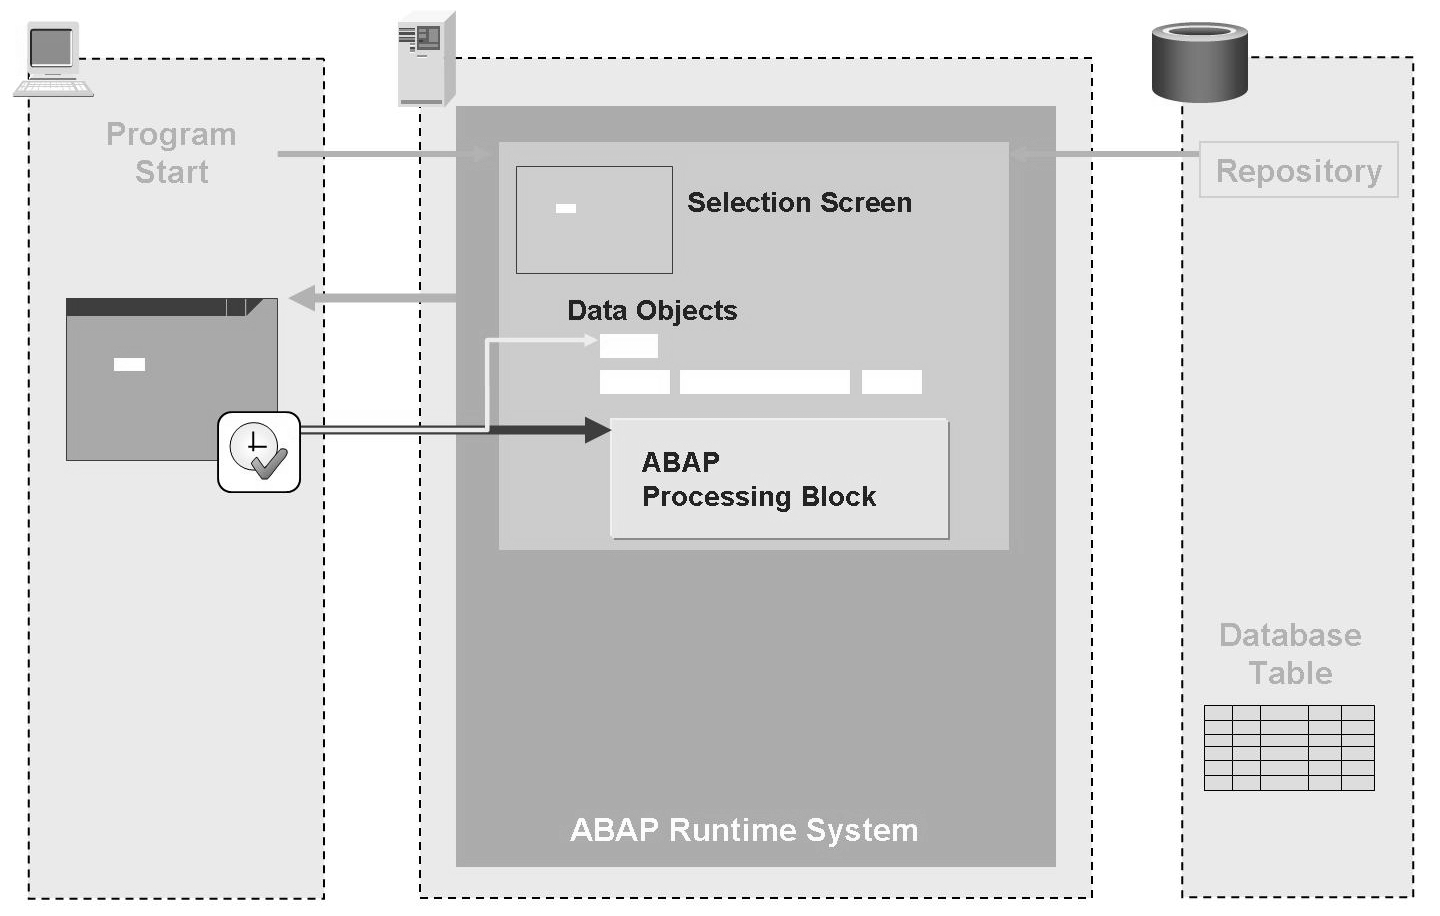 Program
Start
Selection Screen
Repository
Data Objects
ABAP
Processing Block
Database
Table
ABAP Runtime System